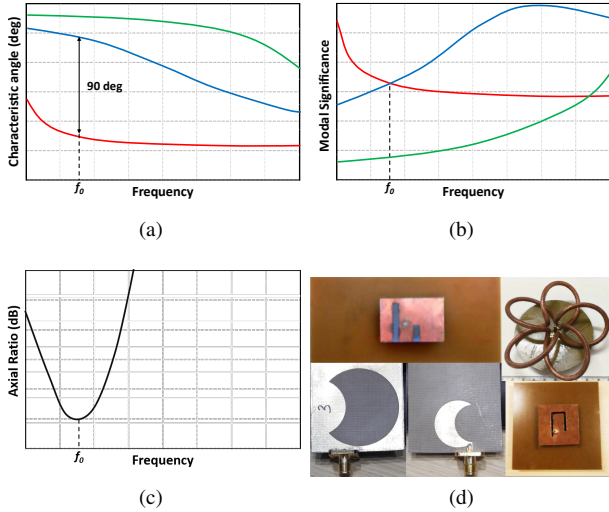 Characteristic angle (deg)
90 deg
f₀
Frequency
(a)
Modal Significance
f₀
Frequency
(b)
Axial Ratio (dB)
f₀
Frequency
(c)
3
(d)